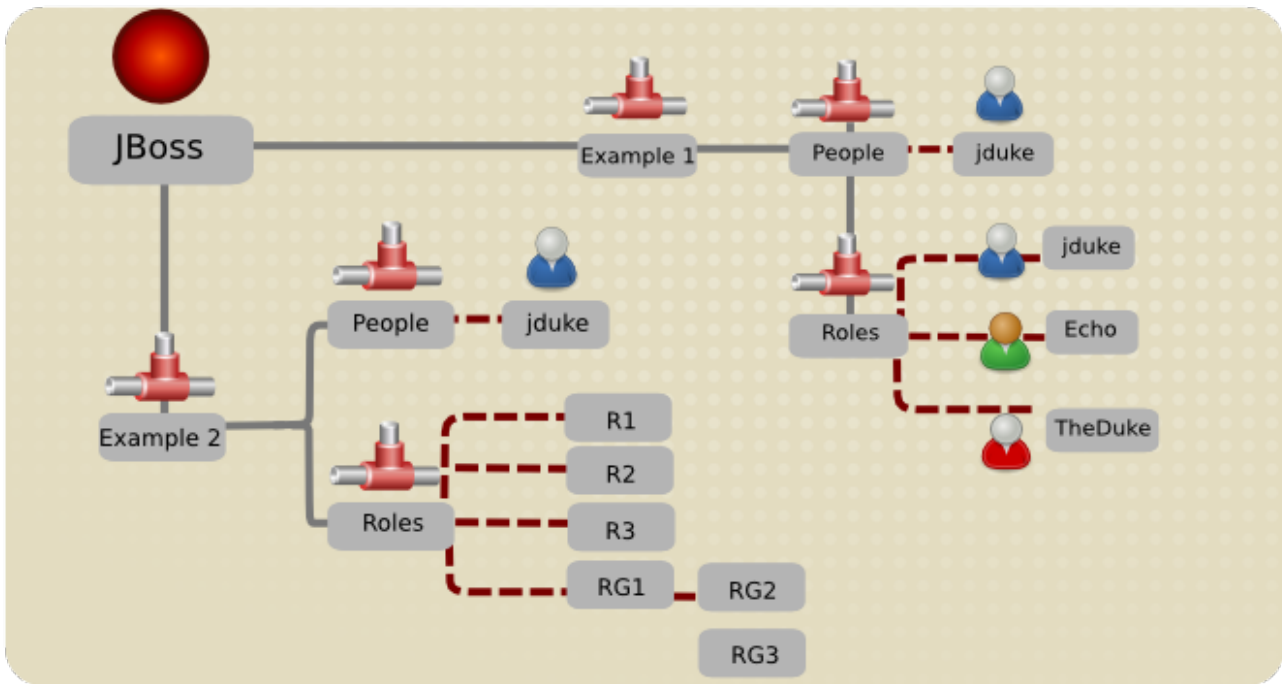 JBoss
Example 1
People
jduke
jduke
Roles
Echo
TheDuke
People
jduke
Example 2
R1
R2
Roles
R3
RG1
RG2
RG3